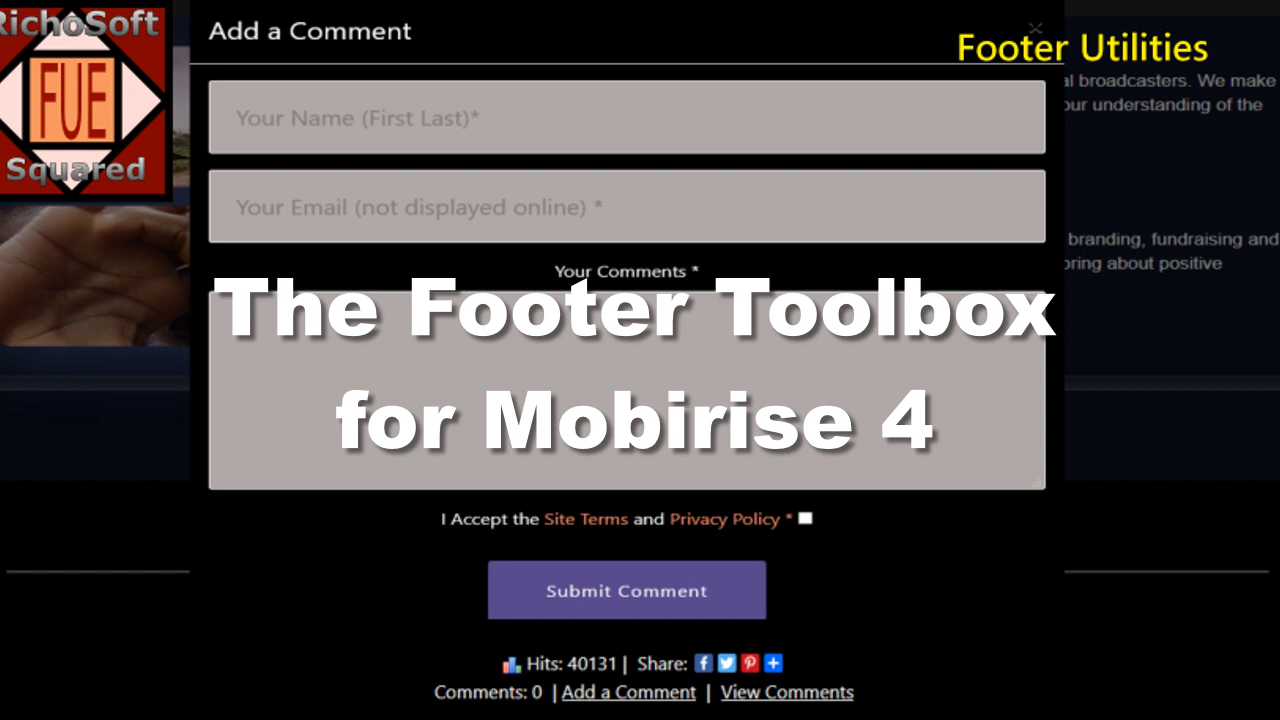 RichoSoft
FUE
Squared
Add a Comment
Footer Utilities
al broadcasters. We make
our understanding of the
Your Name (First Last)*
Your Email (not displayed online) *
branding, fundraising and
bring about positive
Your Comments *
The Footer Toolbox
for Mobirise 4
I Accept the Site Terms and Privacy Policy *
Submit Comment
Hits: 40131 | Share:
Comments: 0 | Add a Comment | View Comments